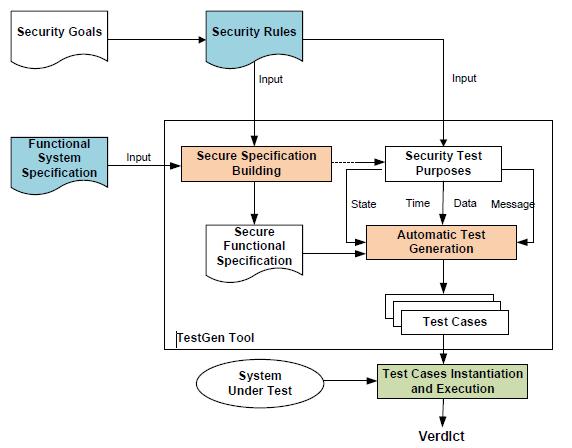 Security Goals
Security Rules
Input
Input
Functional
System
Specification
Input
Secure Specification
Building
Security Test
Purposes
State
Time
Data
Message
Secure
Functional
Specification
Automatic Test
Generation
Test Cases
TestGen Tool
System
Under Test
Test Cases Instantiation
and Execution
Verdict